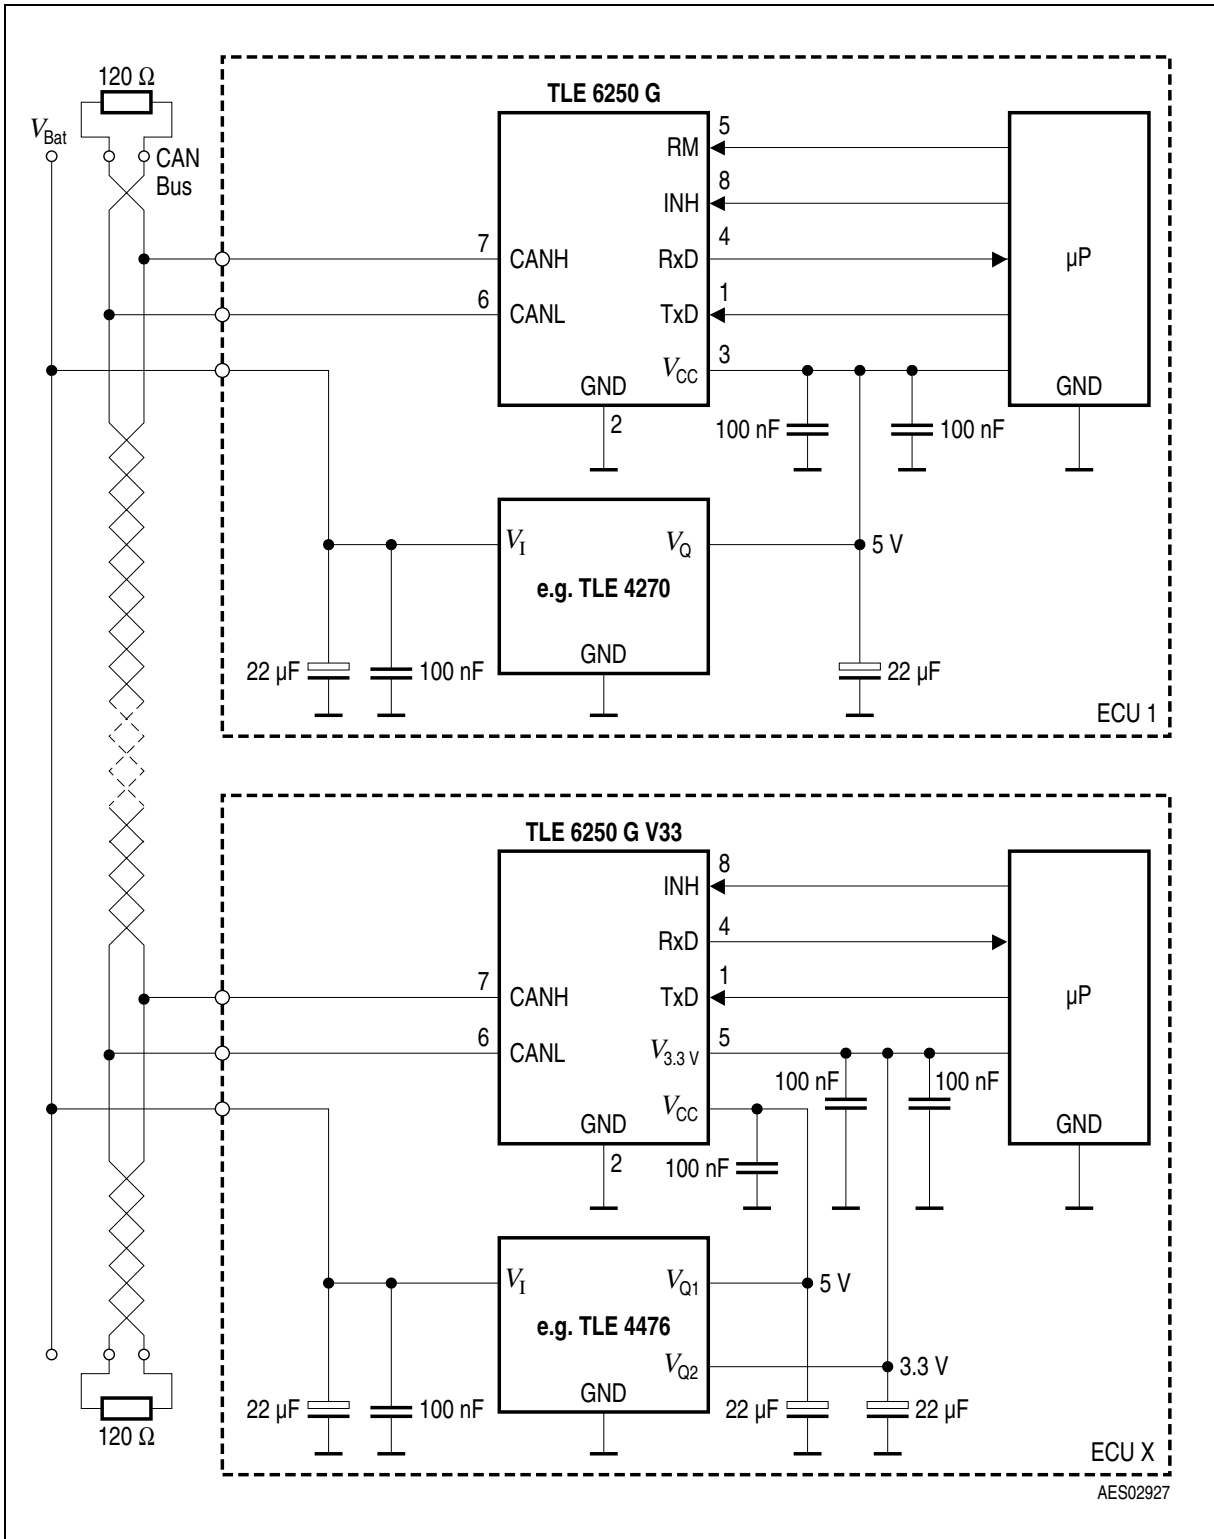 120 Ω
V_Bat
CAN
Bus
TLE 6250 G
RM
5
INH
8
7
CANH
RxD
4
6
CANL
TxD
1
V_CC
3
GND
2
µP
GND
100 nF
100 nF
V_I
V_Q
5 V
e.g. TLE 4270
GND
22 µF
100 nF
22 µF
ECU 1
TLE 6250 G V33
INH
8
RxD
4
7
CANH
TxD
1
µP
6
CANL
V_3.3 V
5
100 nF
100 nF
V_CC
GND
GND
2
100 nF
V_I
V_Q1
5 V
e.g. TLE 4476
V_Q2
3.3 V
GND
22 µF
100 nF
22 µF
22 µF
120 Ω
ECU X
AES02927